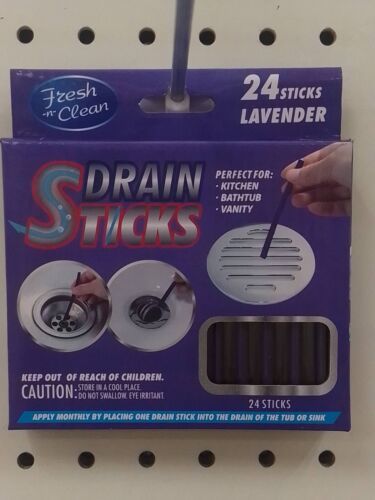 Fresh
-n-
Clean
24 STICKS
LAVENDER
DRAIN
STICKS
PERFECT FOR:
· KITCHEN
· BATHTUB
· VANITY
KEEP OUT OF REACH OF CHILDREN.
CAUTION: STORE IN A COOL PLACE.
DO NOT SWALLOW. EYE IRRITANT.
24 STICKS
APPLY MONTHLY BY PLACING ONE DRAIN STICK INTO THE DRAIN OF THE TUB OR SINK